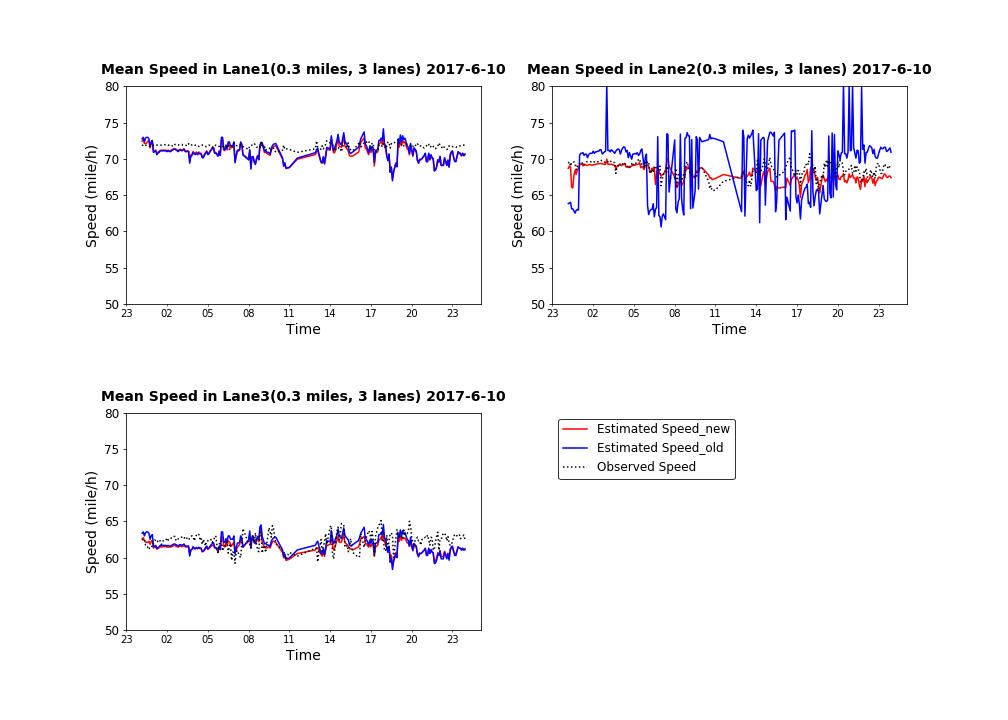 Mean Speed in Lane1(0.3 miles, 3 lanes) 2017-6-10
80
75
70
65
60
55
50
Speed (mile/h)
23 02 05 08 11 14 17 20 23
Time
Mean Speed in Lane2(0.3 miles, 3 lanes) 2017-6-10
80
75
70
65
60
55
50
Speed (mile/h)
23 02 05 08 11 14 17 20 23
Time
Mean Speed in Lane3(0.3 miles, 3 lanes) 2017-6-10
80
75
70
65
60
55
50
Speed (mile/h)
23 02 05 08 11 14 17 20 23
Time
Estimated Speed_new
Estimated Speed_old
Observed Speed